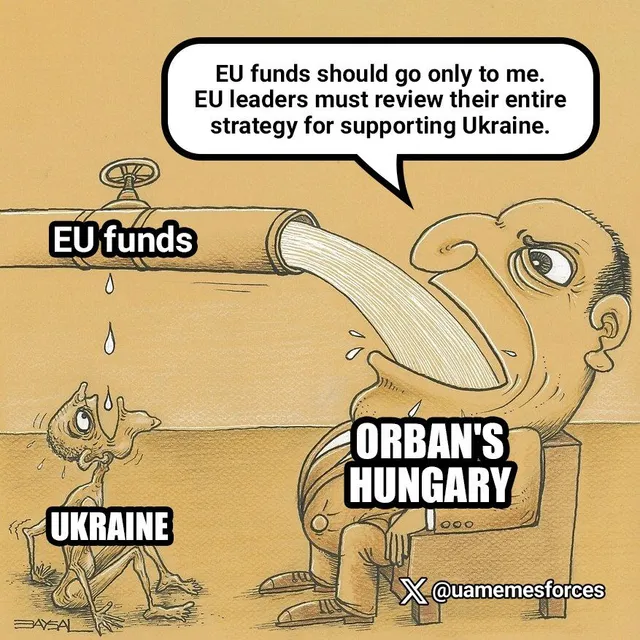 EU funds should go only to me.
EU leaders must review their entire
strategy for supporting Ukraine.
EU funds
ORBAN'S
HUNGARY
UKRAINE
X @uamemesforces
BAYSAL